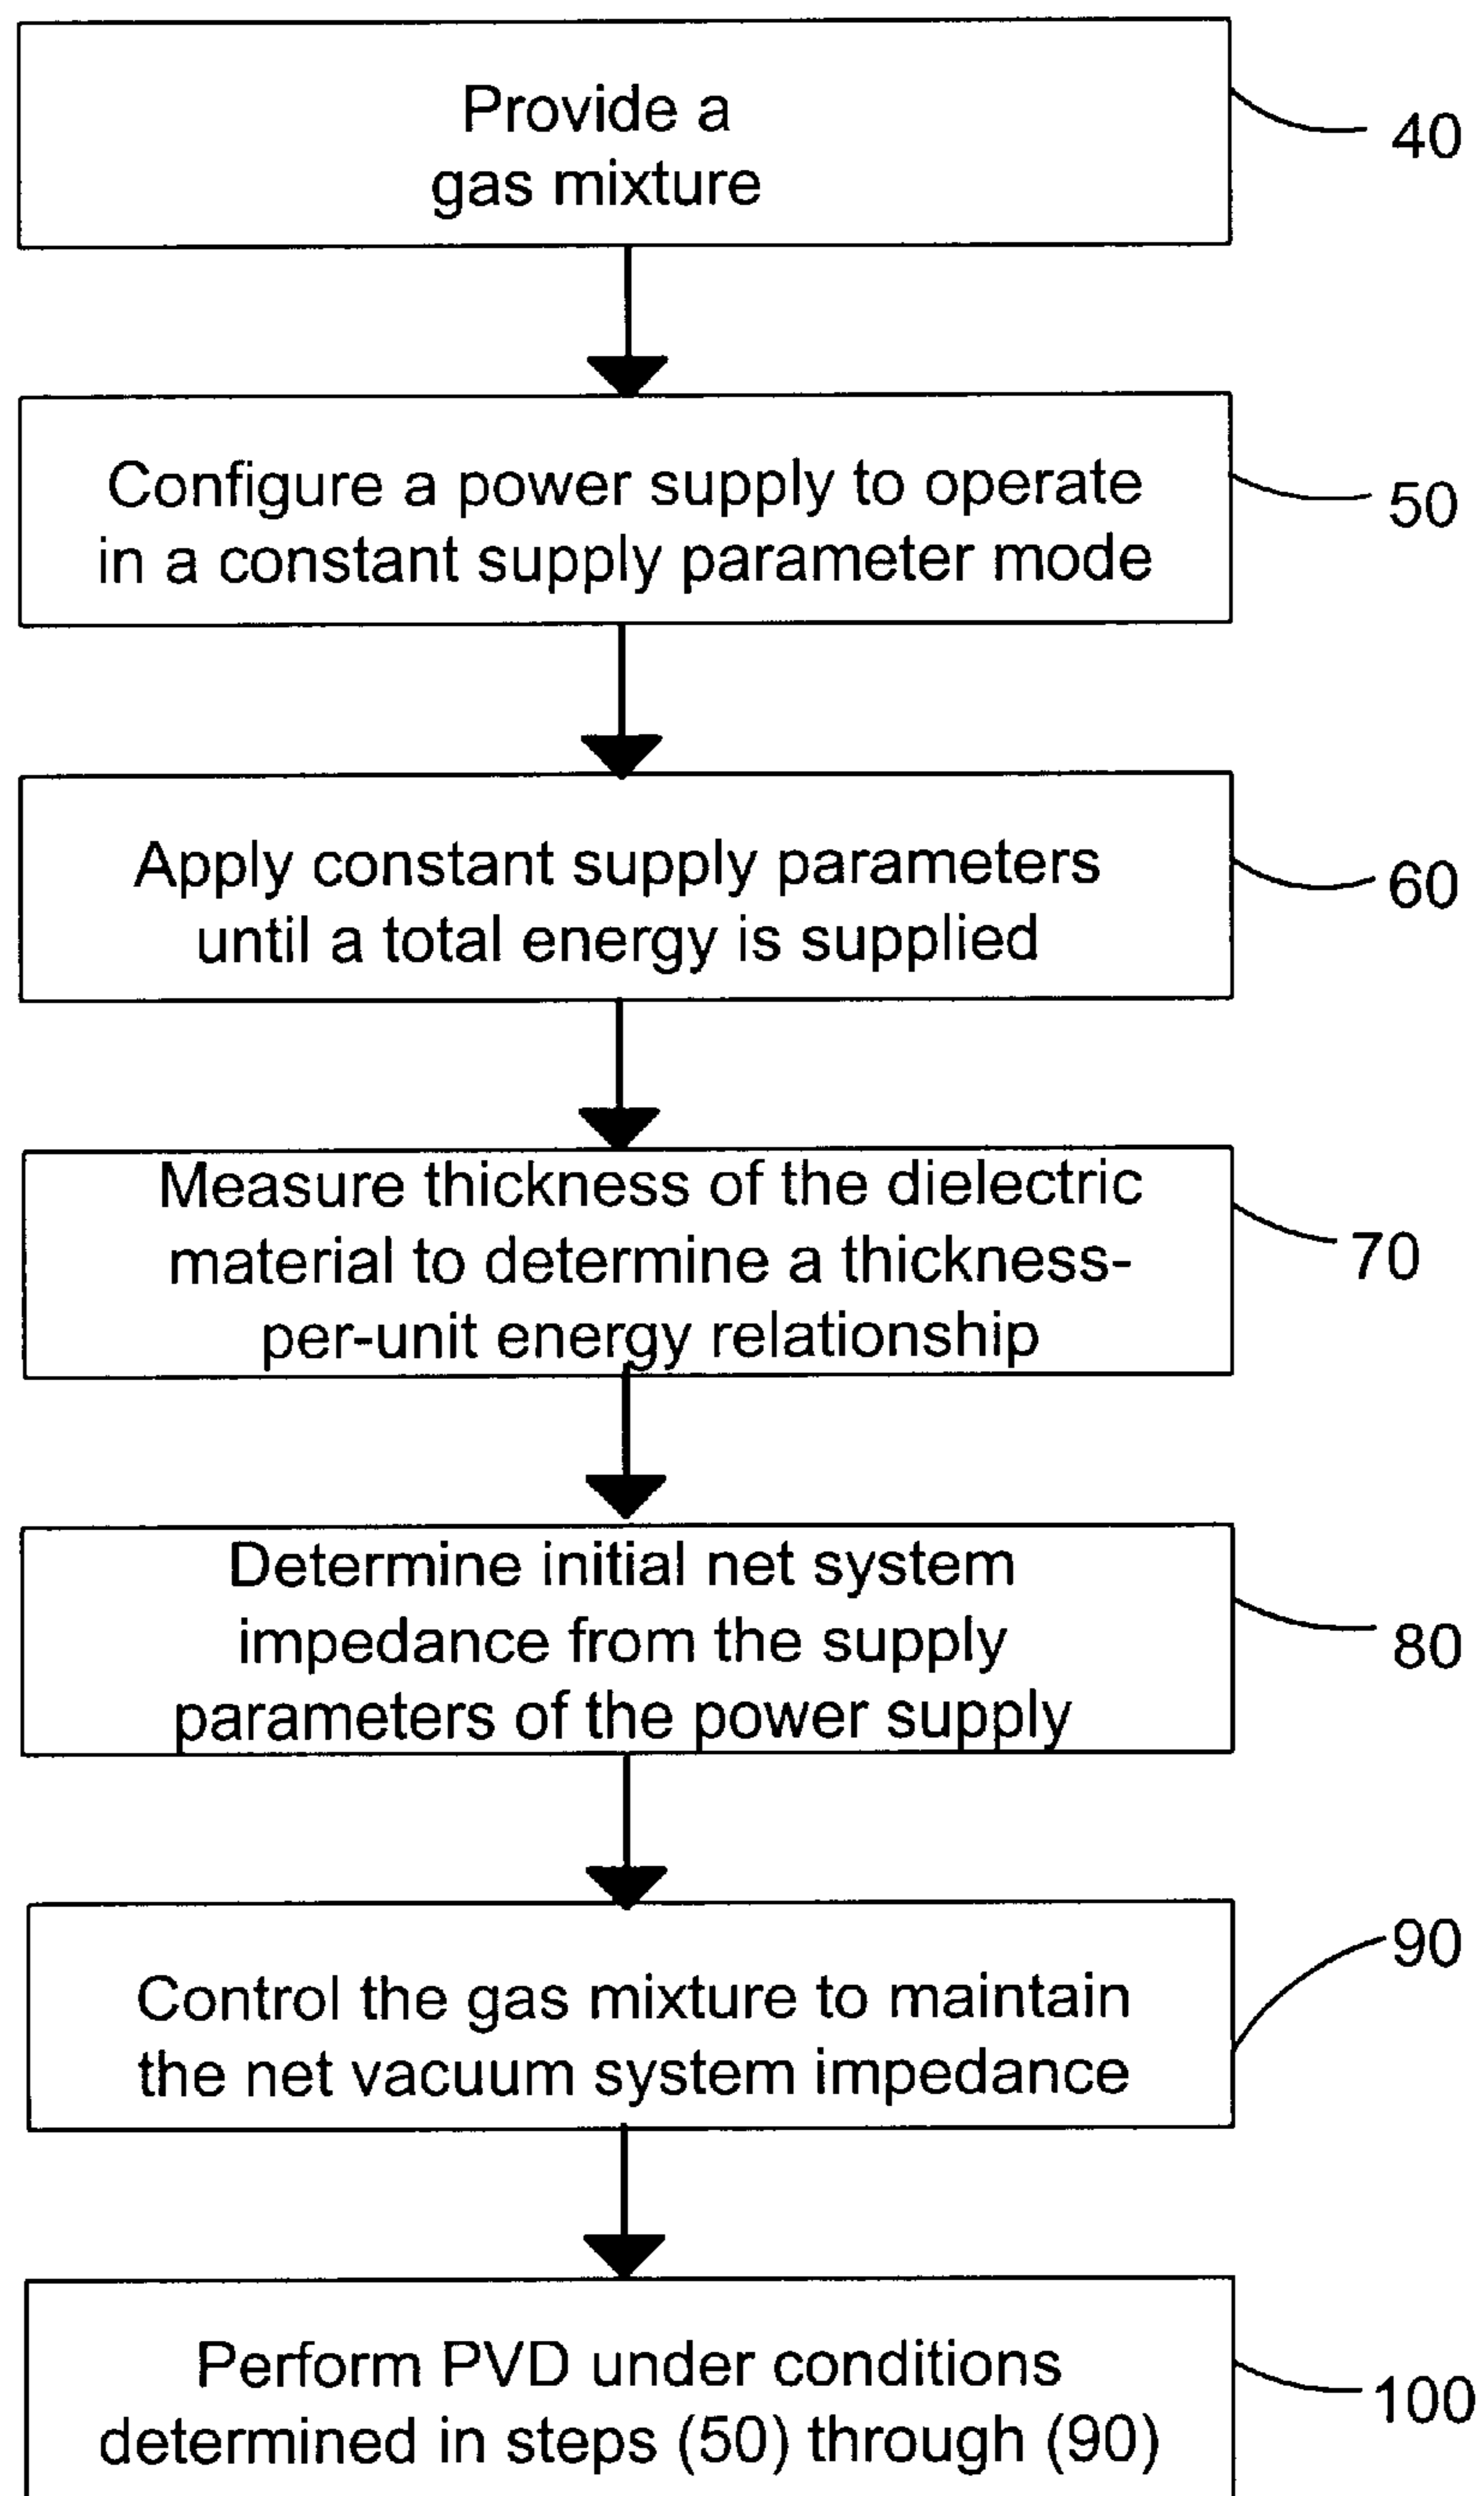 Provide a
gas mixture
40
Configure a power supply to operate
in a constant supply parameter mode
50
Apply constant supply parameters
until a total energy is supplied
60
Measure thickness of the dielectric
material to determine a thickness-
per-unit energy relationship
70
Determine initial net system
impedance from the supply
parameters of the power supply
80
Control the gas mixture to maintain
the net vacuum system impedance
90
Perform PVD under conditions
determined in steps (50) through (90)
100